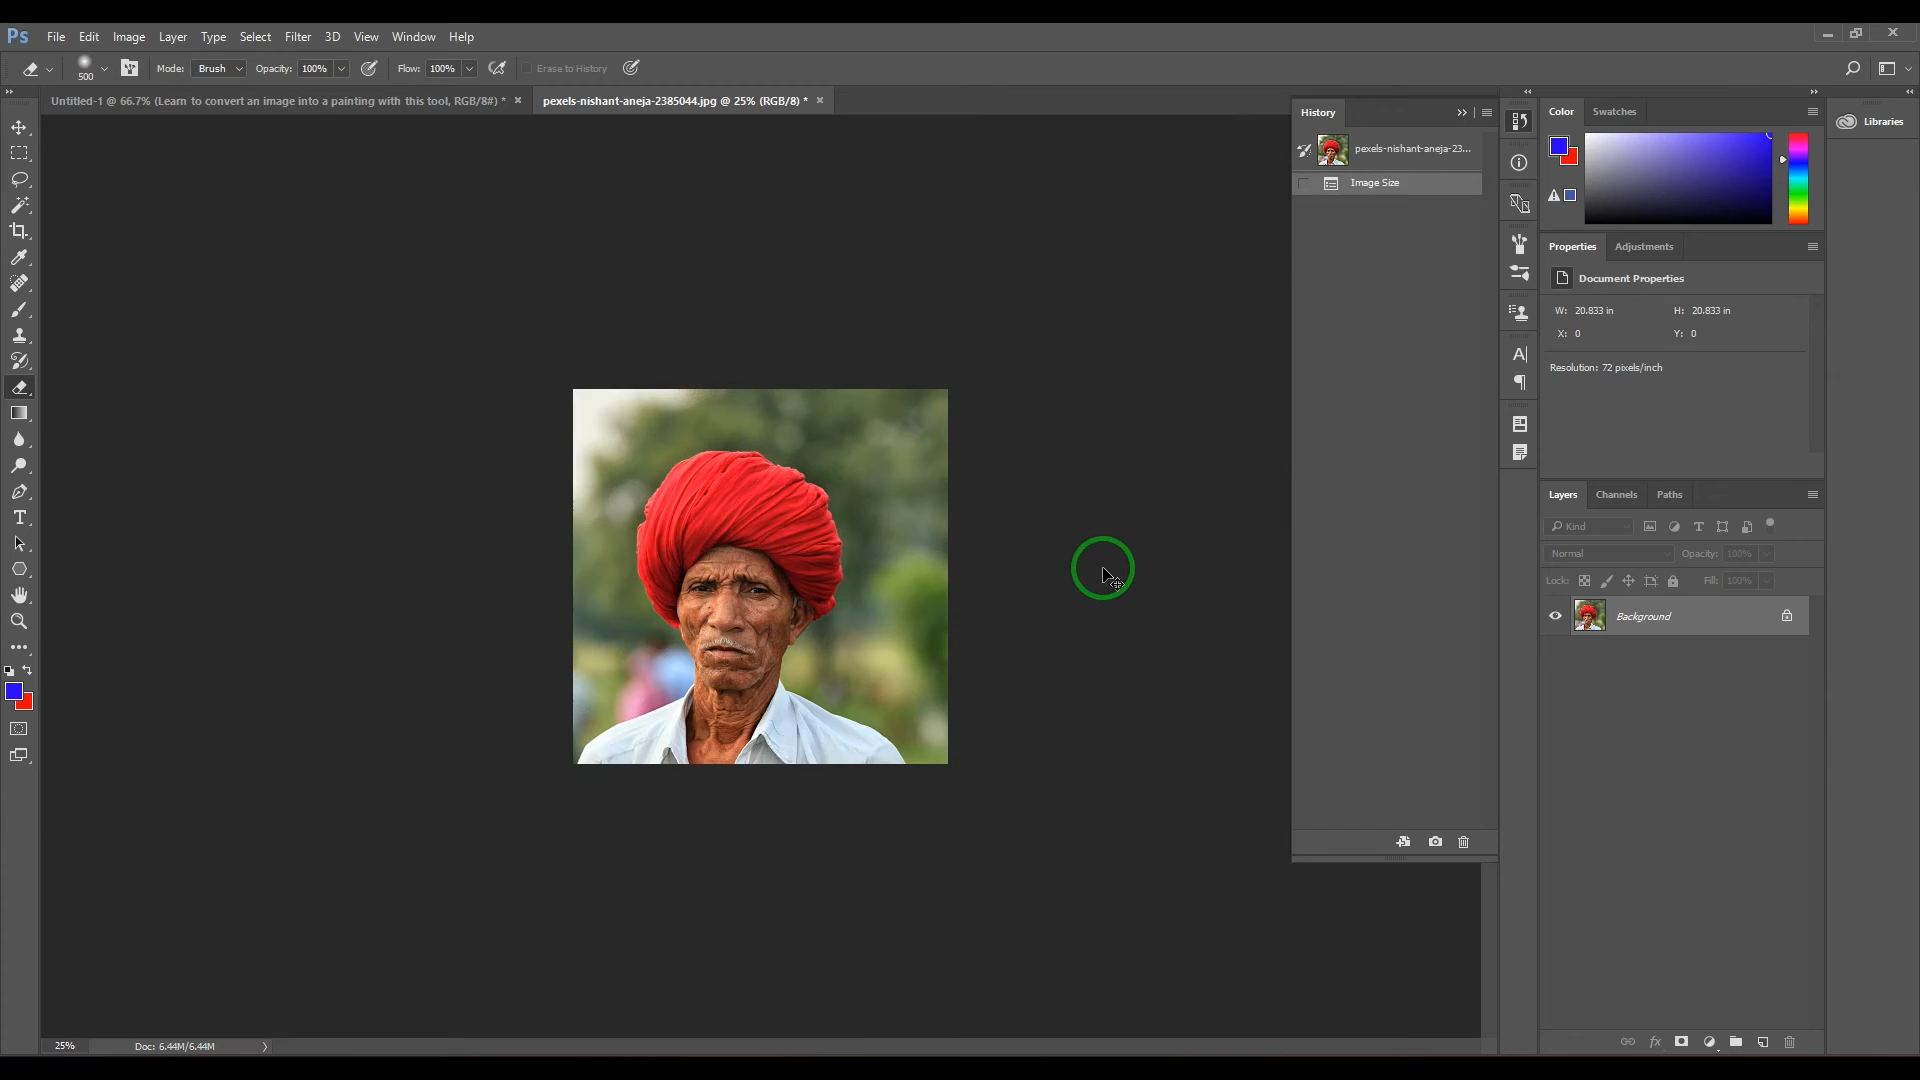 Ps File Edit Image Layer Type Select Filter 3D View Window Help
500 Mode: Brush Opacity: 100% Flow: 100% Erase to History
Untitled-1 @ 66.7% (Learn to convert an image into a painting with this tool, RGB/8#) *
pexels-nishant-aneja-2385044.jpg @ 25% (RGB/8) *
History
pexels-nishant-aneja-23...
Image Size
Color Swatches
Libraries
Properties Adjustments
Document Properties
W: 20.833 in H: 20.833 in
X: 0 Y: 0
Resolution: 72 pixels/inch
Layers Channels Paths
Kind
Normal Opacity: 100%
Lock: Fill: 100%
Background
25% Doc: 6.44M/6.44M